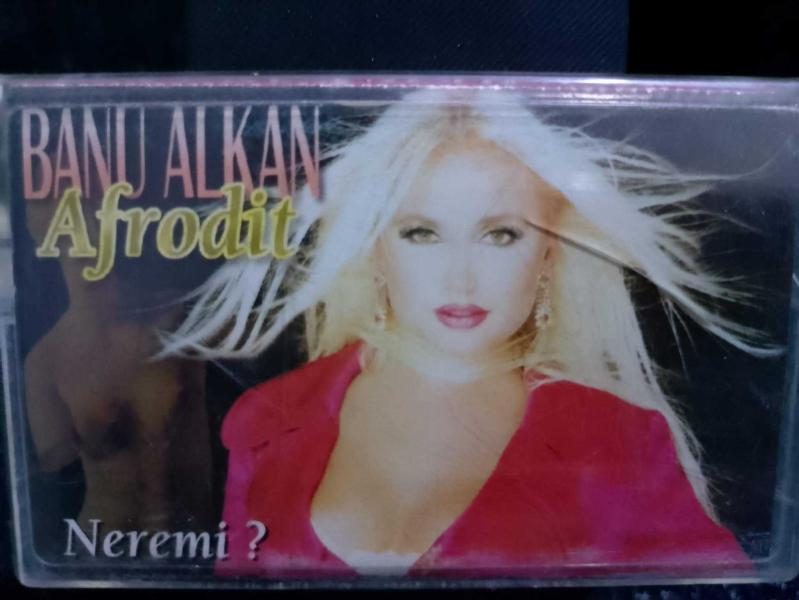 BANU ALKAN
Afrodit
Neremi ?